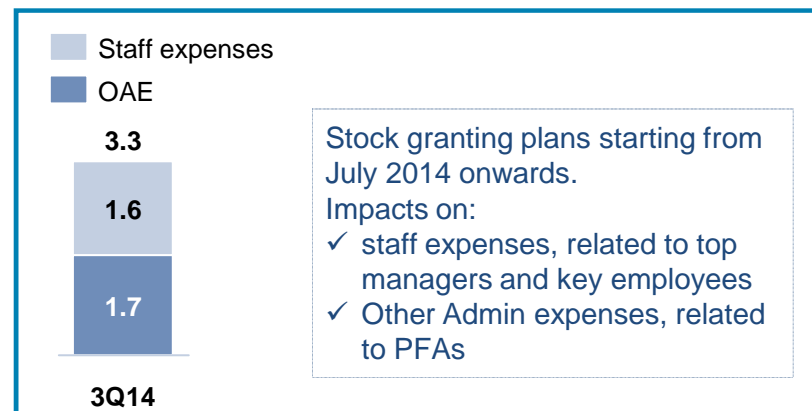 Staff expenses
OAE
3.3
1.6
1.7
3Q14
Stock granting plans starting from
July 2014 onwards.
Impacts on:
✓ staff expenses, related to top
managers and key employees
✓ Other Admin expenses, related
to PFAs